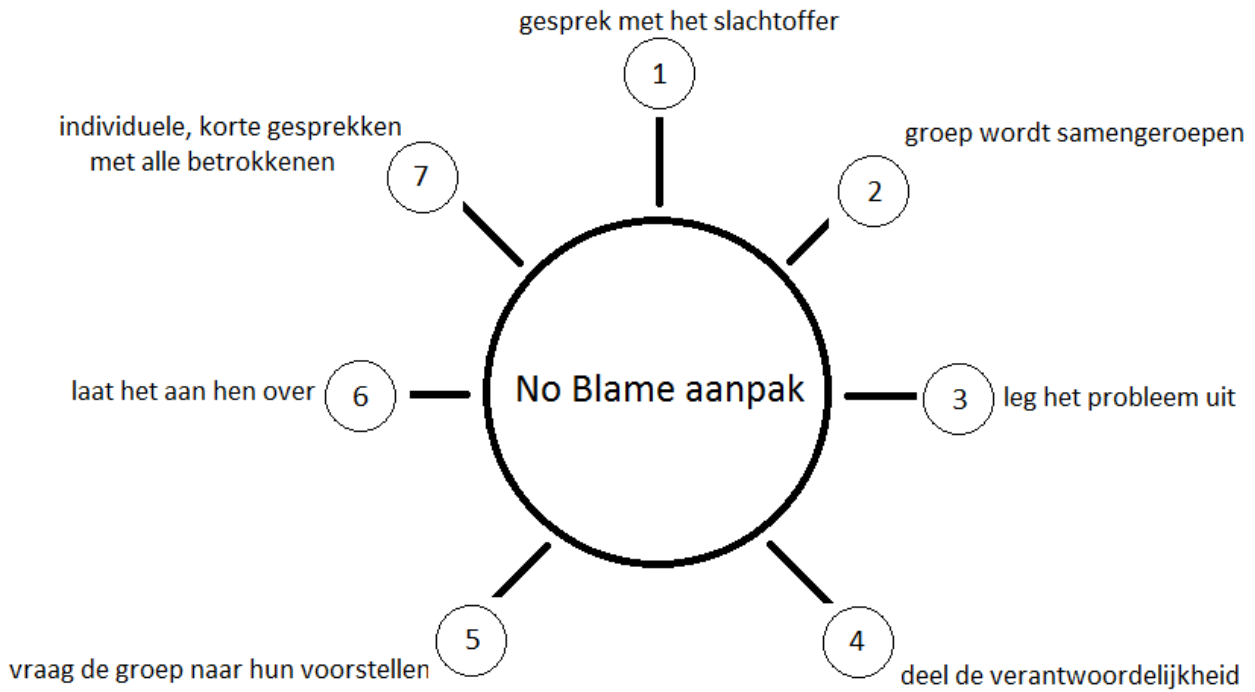 gesprek met het slachtoffer
1
groep wordt samengeroepen
2
leg het probleem uit
3
deel de verantwoordelijkheid
4
vraag de groep naar hun voorstellen
5
laat het aan hen over
6
individuele, korte gesprekken
met alle betrokkenen
7
No Blame aanpak